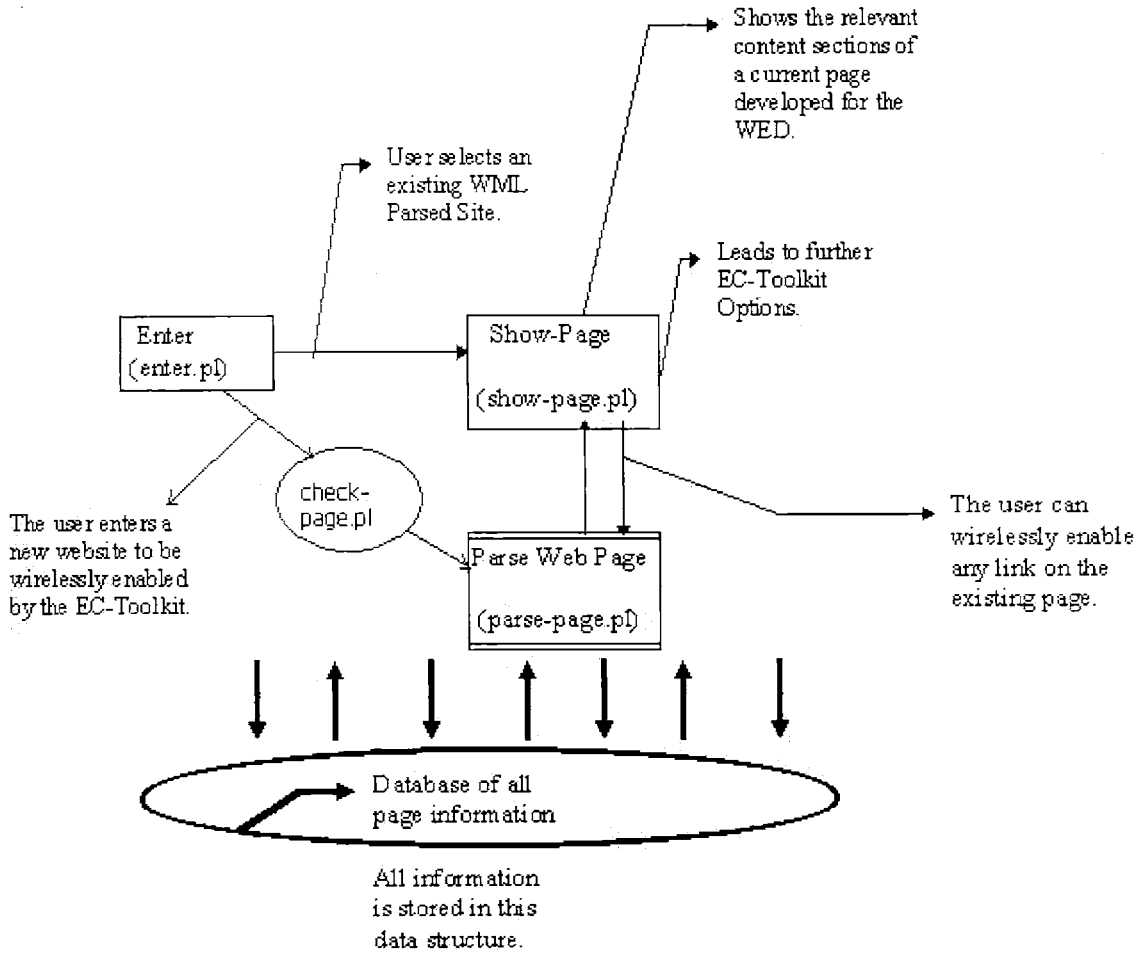 Shows the relevant
content sections of
a current page
developed for the
WED.
User selects an
existing WML
Parsed Site.
Leads to further
EC-Toolkit
Options.
Enter
(enter.pl)
Show-Page
(show-page.pl)
check-
page.pl
The user enters a
new website to be
wirelessly enabled
by the EC-Toolkit.
Parse Web Page
(parse-page.pl)
The user can
wirelessly enable
any link on the
existing page.
Database of all
page information
All information
is stored in this
data structure.